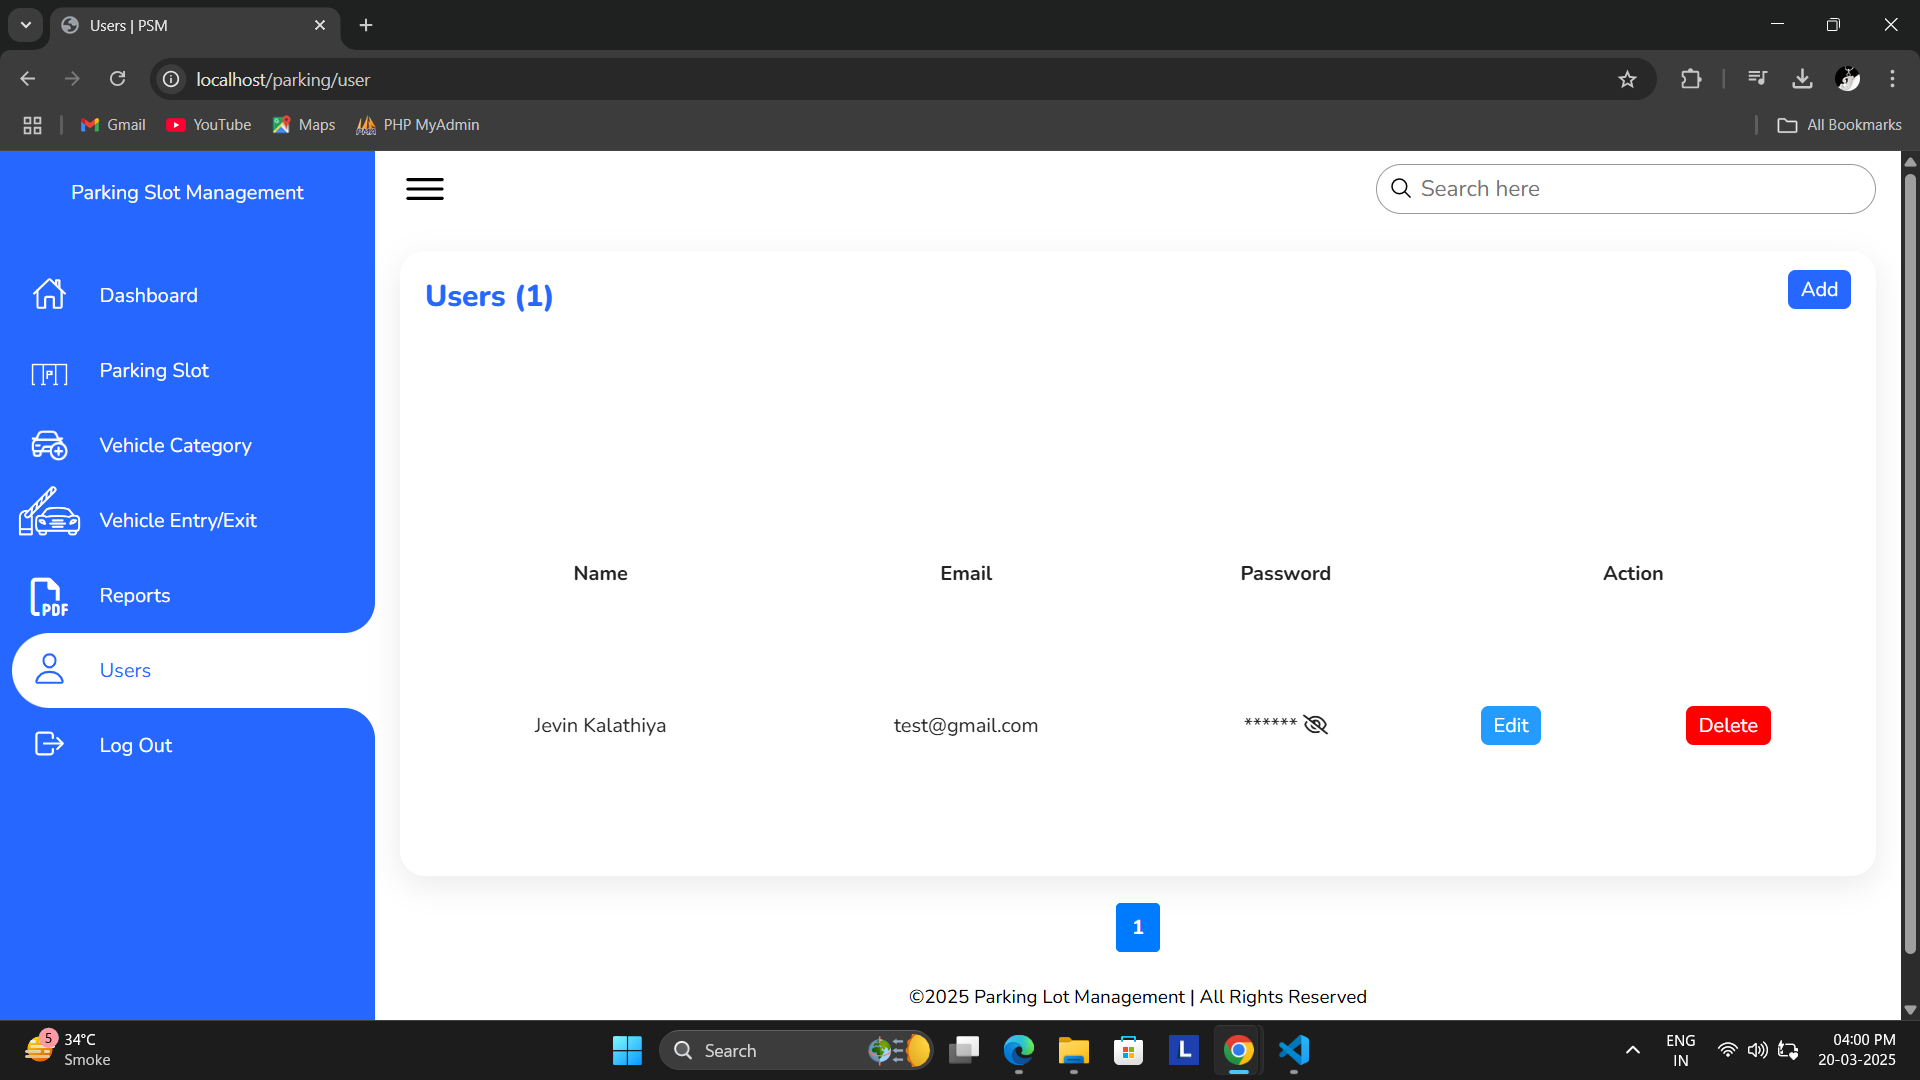 Users | PSM
localhost/parking/user
Gmail YouTube Maps PHP MyAdmin All Bookmarks
Parking Slot Management
Search here
Dashboard
Parking Slot
Vehicle Category
Vehicle Entry/Exit
PDF Reports
Users
Log Out
Users (1) Add
Name Email Password Action
Jevin Kalathiya test@gmail.com ****** Edit Delete
1
©2025 Parking Lot Management | All Rights Reserved
5 34°C
Smoke
Search
L
ENG
IN
04:00 PM
20-03-2025